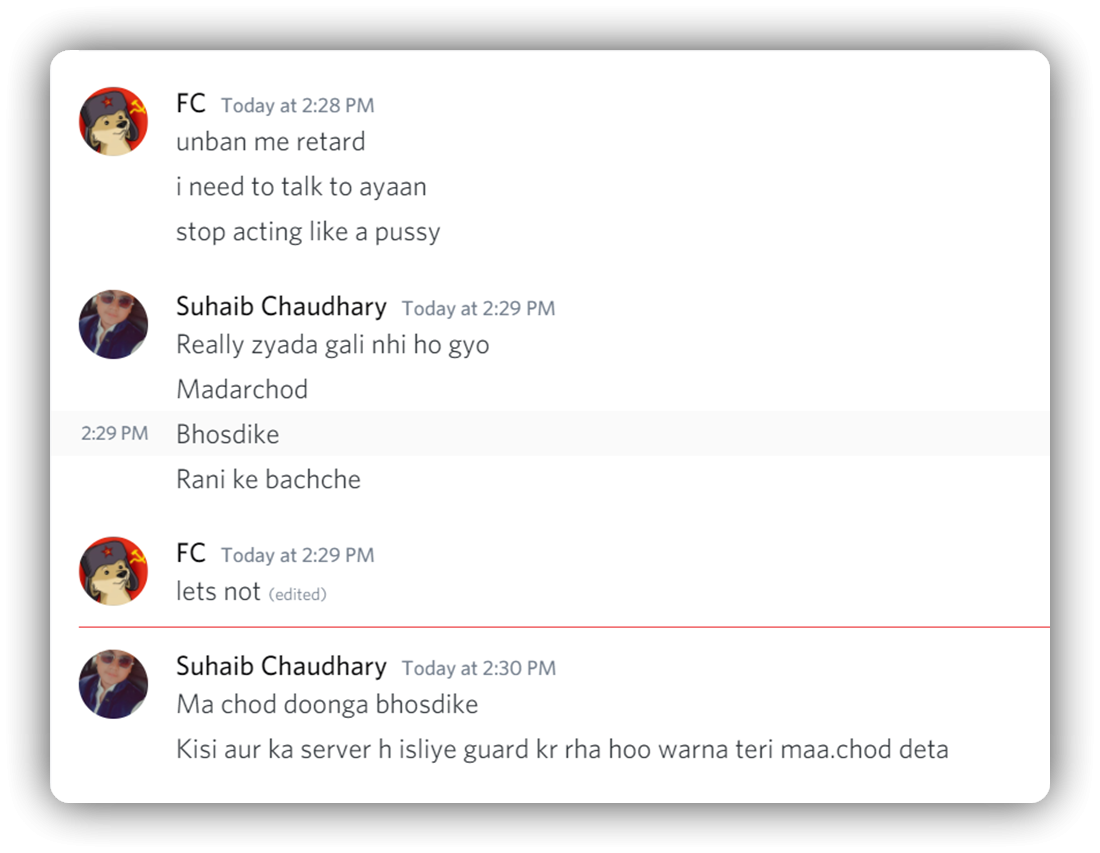 FC Today at 2:28 PM
unban me retard
i need to talk to ayaan
stop acting like a pussy
Suhaib Chaudhary Today at 2:29 PM
Really zyada gali nhi ho gyo
Madarchod
2:29 PM Bhosdike
Rani ke bachche
FC Today at 2:29 PM
lets not (edited)
Suhaib Chaudhary Today at 2:30 PM
Ma chod doonga bhosdike
Kisi aur ka server h isliye guard kr rha hoo warna teri maa.chod deta